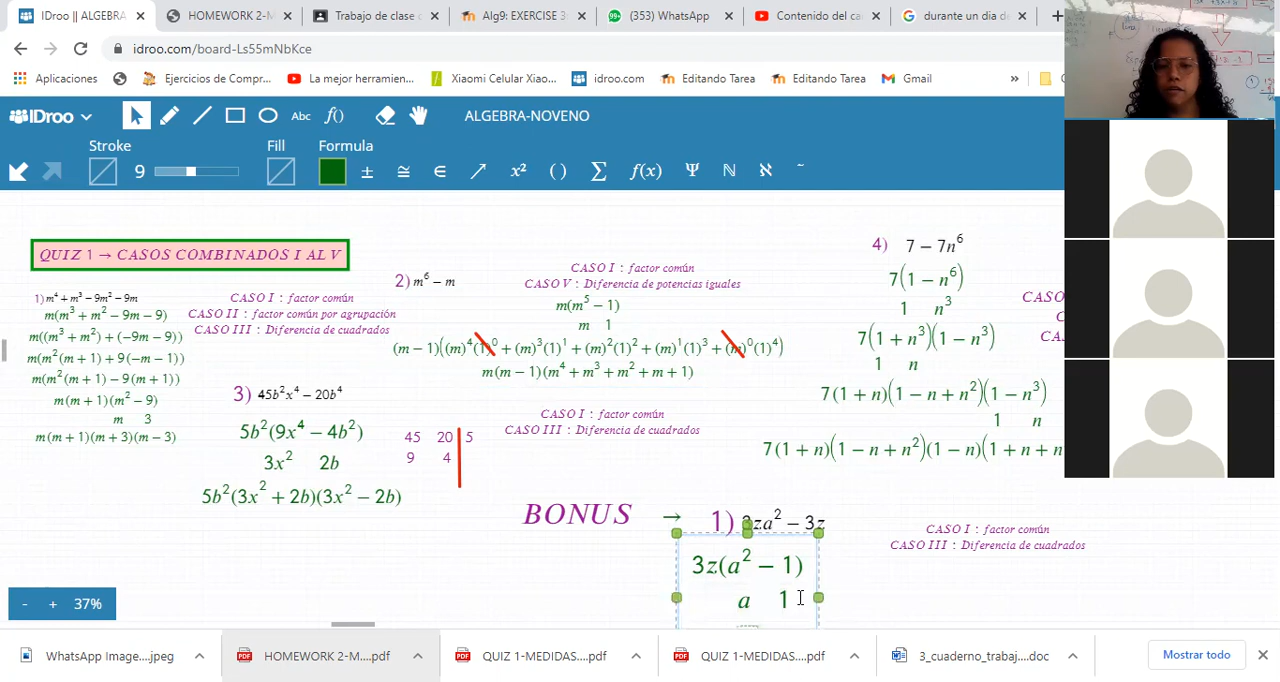 IDroo || ALGEBRA
HOMEWORK 2-M
Trabajo de clase
Alg9: EXERCISE 3
(353) WhatsApp
Contenido del ca
durante un dia de
idroo.com/board-Ls55mNbKce
Aplicaciones
Ejercicios de Compr...
La mejor herramien...
Xiaomi Celular Xiao...
idroo.com
Editando Tarea
Editando Tarea
Gmail
»
IDroo
Abc
f()
ALGEBRA-NOVENO
Stroke
9
Fill
Formula
± ≅ ∈ ↗ x² ( ) ∑ f(x) Ψ ℕ ℵ ~
QUIZ 1 → CASOS COMBINADOS I AL V
1) m⁴ + m³ − 9m² − 9m
m(m³ + m² − 9m − 9)
m((m³ + m²) + (−9m − 9))
m(m²(m + 1) + 9(−m − 1))
m(m²(m + 1) − 9(m + 1))
m(m + 1)(m² − 9)
m 3
m(m + 1)(m + 3)(m − 3)
CASO I : factor común
CASO II : factor común por agrupación
CASO III : Diferencia de cuadrados
2) m⁶ − m
CASO I : factor común
CASO V : Diferencia de potencias iguales
m(m⁵ − 1)
m 1
(m − 1)((m)⁴(1)⁰ + (m)³(1)¹ + (m)²(1)² + (m)¹(1)³ + (m)⁰(1)⁴)
m(m − 1)(m⁴ + m³ + m² + m + 1)
3) 45b²x⁴ − 20b⁴
5b²(9x⁴ − 4b²)
3x² 2b
5b²(3x² + 2b)(3x² − 2b)
45 20 5
9 4
CASO I : factor común
CASO III : Diferencia de cuadrados
4) 7 − 7n⁶
7(1 − n⁶)
1 n³
7(1 + n³)(1 − n³)
1 n
7(1 + n)(1 − n + n²)(1 − n³)
1 n
7(1 + n)(1 − n + n²)(1 − n)(1 + n + n
CASO
C
CA
BONUS → 1) 3za² − 3z
3z(a² − 1)
a 1
CASO I : factor común
CASO III : Diferencia de cuadrados
- + 37%
WhatsApp Image....jpeg
HOMEWORK 2-M....pdf
QUIZ 1-MEDIDAS....pdf
QUIZ 1-MEDIDAS....pdf
3_cuaderno_trabaj....doc
Mostrar todo